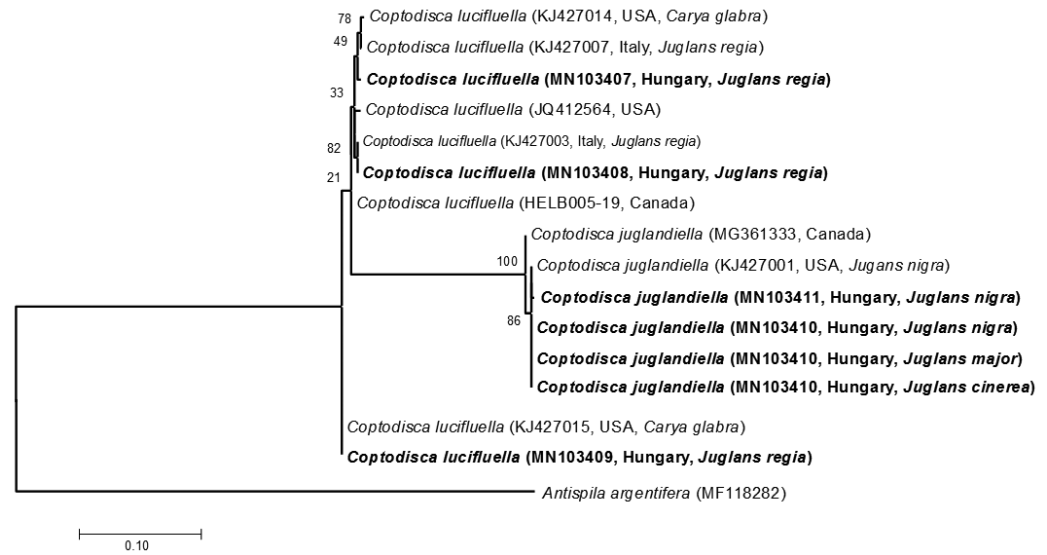 78
Coptodisca lucifluella (KJ427014, USA, Carya glabra)
49
Coptodisca lucifluella (KJ427007, Italy, Juglans regia)
Coptodisca lucifluella (MN103407, Hungary, Juglans regia)
33
Coptodisca lucifluella (JQ412564, USA)
Coptodisca lucifluella (KJ427003, Italy, Juglans regia)
82
Coptodisca lucifluella (MN103408, Hungary, Juglans regia)
21
Coptodisca lucifluella (HELB005-19, Canada)
Coptodisca juglandiella (MG361333, Canada)
100
Coptodisca juglandiella (KJ427001, USA, Jugans nigra)
Coptodisca juglandiella (MN103411, Hungary, Juglans nigra)
86
Coptodisca juglandiella (MN103410, Hungary, Juglans nigra)
Coptodisca juglandiella (MN103410, Hungary, Juglans major)
Coptodisca juglandiella (MN103410, Hungary, Juglans cinerea)
Coptodisca lucifluella (KJ427015, USA, Carya glabra)
Coptodisca lucifluella (MN103409, Hungary, Juglans regia)
Antispila argentifera (MF118282)
0.10